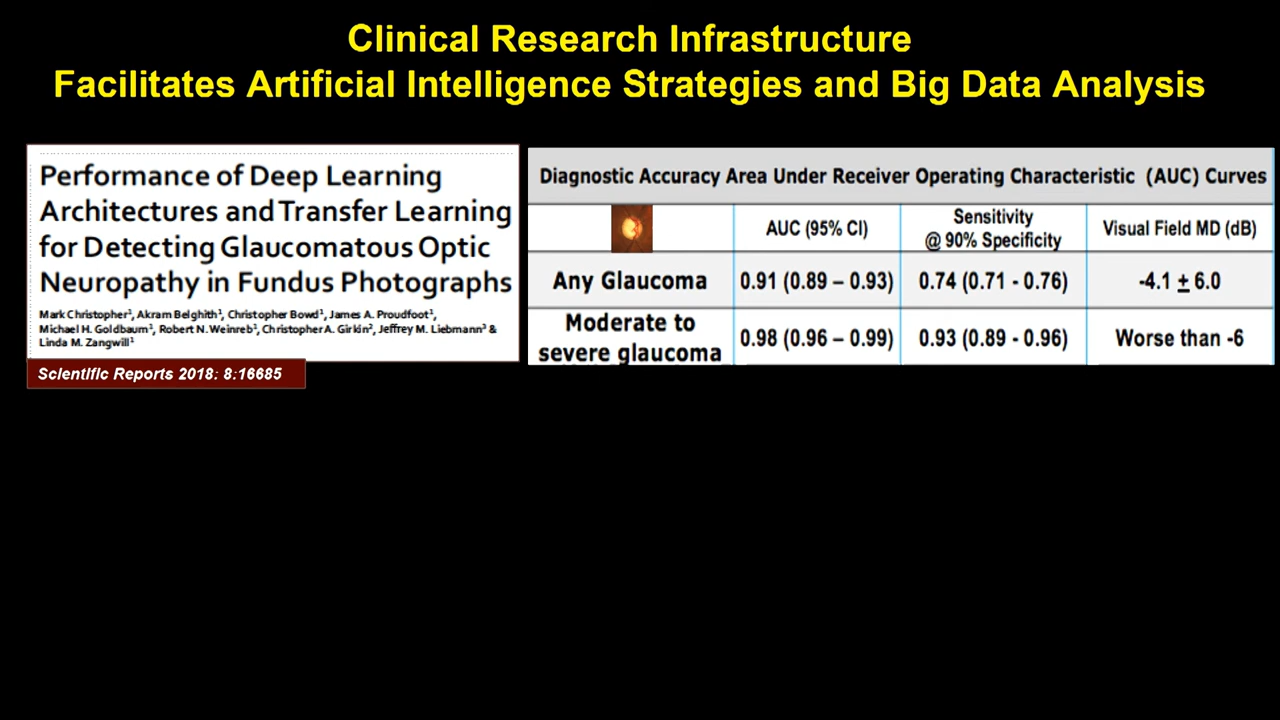 Clinical Research Infrastructure
Facilitates Artificial Intelligence Strategies and Big Data Analysis
Performance of Deep Learning
Architectures and Transfer Learning
for Detecting Glaucomatous Optic
Neuropathy in Fundus Photographs
Mark Christopher¹, Akram Belghith¹, Christopher Bowd¹, James A. Proudfoot¹,
Michael H. Goldbaum¹, Robert N. Weinreb¹, Christopher A. Girkin², Jeffrey M. Liebmann³ &
Linda M. Zangwill¹
Scientific Reports 2018: 8:16685
Diagnostic Accuracy Area Under Receiver Operating Characteristic (AUC) Curves
AUC (95% CI)
Sensitivity
@ 90% Specificity
Visual Field MD (dB)
Any Glaucoma
0.91 (0.89 – 0.93)
0.74 (0.71 - 0.76)
-4.1 ± 6.0
Moderate to
severe glaucoma
0.98 (0.96 – 0.99)
0.93 (0.89 - 0.96)
Worse than -6